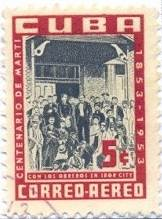 CUBA
CENTENARIO DE MARTI
1853-1953
5¢
CON LOS OBREROS EN IBOR CITY
CORREO-AEREO